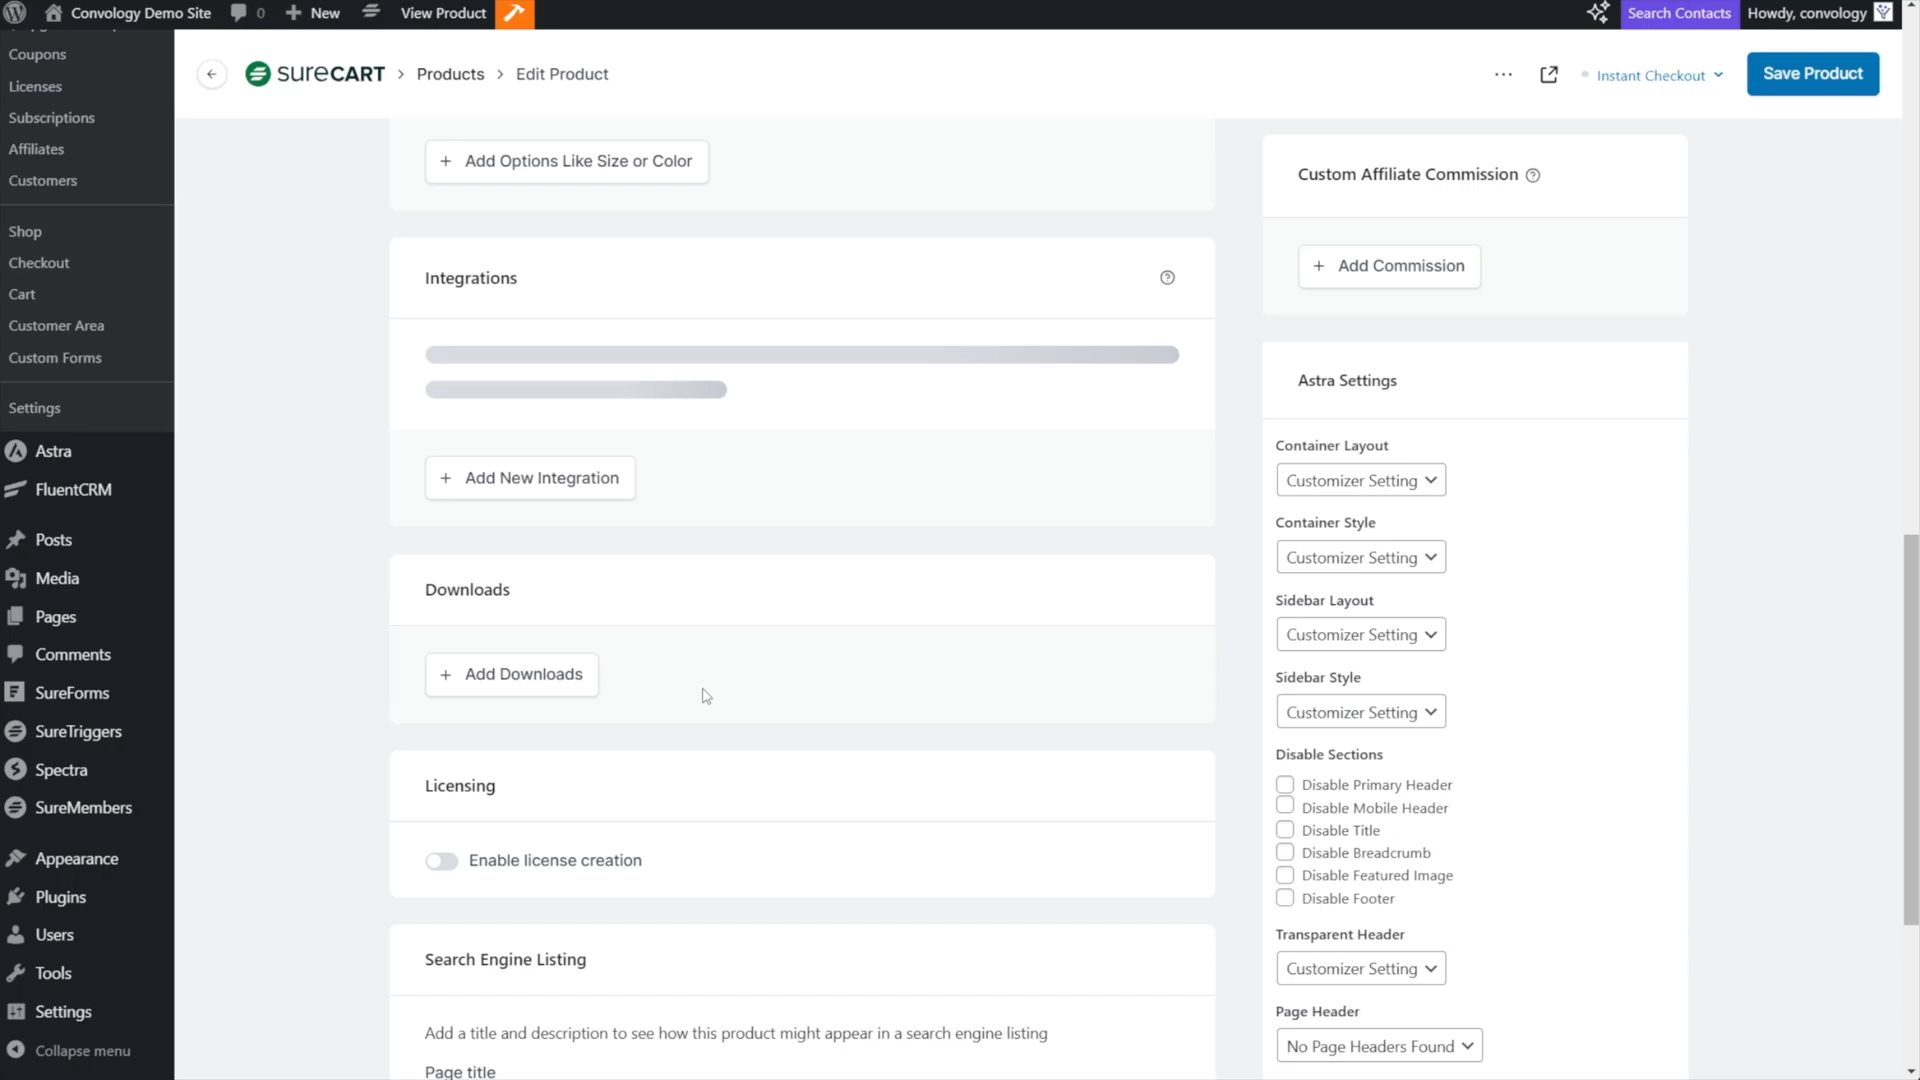 Convology Demo Site
0
New
View Product
Search Contacts
Howdy, convology
Coupons
Licenses
Subscriptions
Affiliates
Customers
Shop
Checkout
Cart
Customer Area
Custom Forms
Settings
Astra
FluentCRM
Posts
Media
Pages
Comments
SureForms
SureTriggers
Spectra
SureMembers
Appearance
Plugins
Users
Tools
Settings
Collapse menu
SURECART
Products
Edit Product
Instant Checkout
Save Product
+ Add Options Like Size or Color
Integrations
+ Add New Integration
Downloads
+ Add Downloads
Licensing
Enable license creation
Search Engine Listing
Add a title and description to see how this product might appear in a search engine listing
Page title
Custom Affiliate Commission
+ Add Commission
Astra Settings
Container Layout
Customizer Setting
Container Style
Customizer Setting
Sidebar Layout
Customizer Setting
Sidebar Style
Customizer Setting
Disable Sections
Disable Primary Header
Disable Mobile Header
Disable Title
Disable Breadcrumb
Disable Featured Image
Disable Footer
Transparent Header
Customizer Setting
Page Header
No Page Headers Found